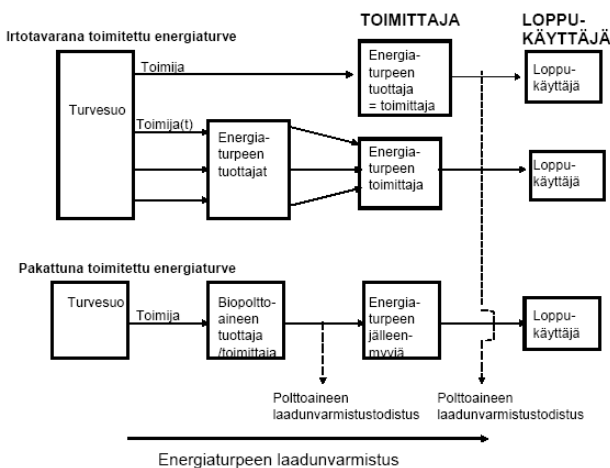 TOIMITTAJA
LOPPU-
KÄYTTÄJÄ
Irtotavarana toimitettu energiaturve
Turvesuo
Toimija
Energia-
turpeen
tuottaja
= toimittaja
Loppu-
käyttäjä
Toimija(t)
Energia-
turpeen
tuottajat
Energia-
turpeen
toimittaja
Loppu-
käyttäjä
Pakattuna toimitettu energiaturve
Turvesuo
Toimija
Biopoltto-
aineen
tuottaja
/toimittaja
Energia-
turpeen
jälleen-
myyjä
Loppu-
käyttäjä
Polttoaineen
laadunvarmistustodistus
Polttoaineen
laadunvarmistustodistus
Energiaturpeen laadunvarmistus